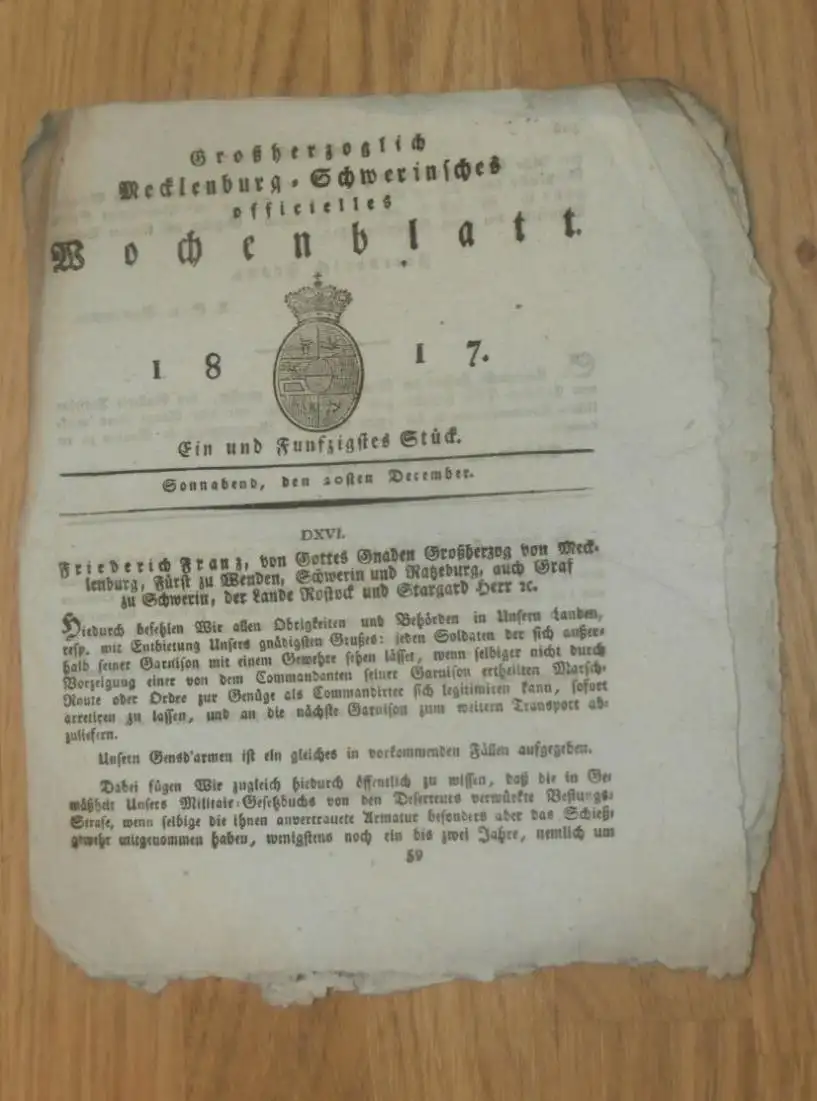 Großherzoglich
Mecklenburg-Schwerinsches
officielles
Wochenblatt.
1817.
Ein und Funfzigstes Stück.
Sonnabend, den 20sten December.
DXVI.
Friederich Franz, von Gottes Gnaden Großherzog von Meck-
lenburg, Fürst zu Wenden, Schwerin und Ratzeburg, auch Graf
zu Schwerin, der Lande Rostock und Stargard Herr ꝛc.
Hiedurch befehlen Wir allen Obrigkeiten und Behörden in Unsern Landen,
resp. mit Entbietung Unsers gnädigsten Grußes: jeden Soldaten der sich außer-
halb seiner Garnison mit einem Gewehre sehen lässet, wenn selbiger nicht durch
Vorzeigung einer von dem Commandanten seiner Garnison ertheilten Marsch-
Route oder Ordre zur Genüge als Commandirter sich legitimiren kann, sofort
arretiren zu lassen, und an die nächste Garnison zum weitern Transport ab-
zuliefern.
Unsern Gensd'armen ist ein gleiches in vorkommenden Fällen aufgegeben.
Dabei fügen Wir zugleich hiedurch öffentlich zu wissen, daß die in Ge-
mäßheit Unsers Militair-Gesetzbuchs von den Deserteurs verwürkte Vestungs-
Strafe, wenn selbige die ihnen anvertrauete Armatur besonders aber das Schieß-
gewehr mitgenommen haben, wenigstens noch ein bis zwei Jahre, nemlich um
59